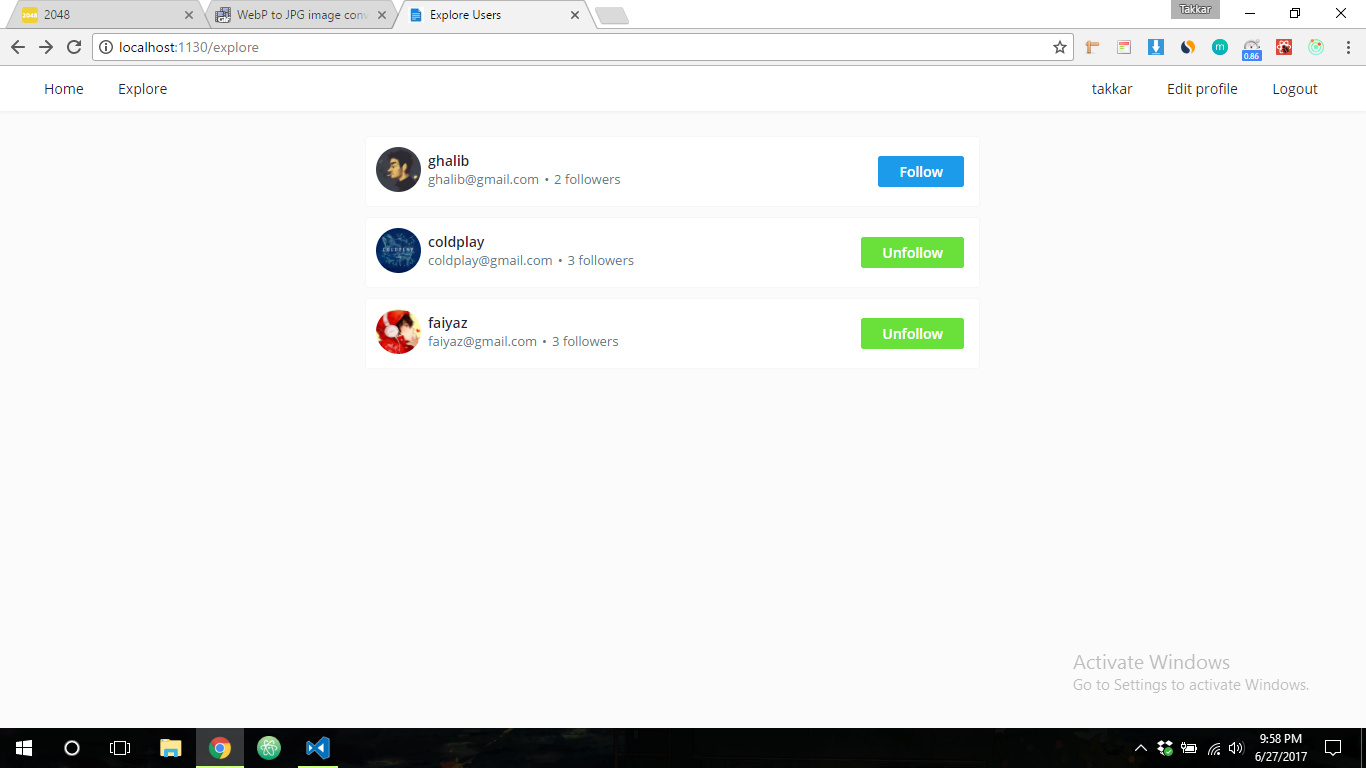 2048
WebP to JPG image conv
Explore Users
Takkar
localhost:1130/explore
0.86
Home
Explore
takkar
Edit profile
Logout
ghalib
ghalib@gmail.com • 2 followers
Follow
COLDPLAY
coldplay
coldplay@gmail.com • 3 followers
Unfollow
faiyaz
faiyaz@gmail.com • 3 followers
Unfollow
Activate Windows
Go to Settings to activate Windows.
9:58 PM
6/27/2017